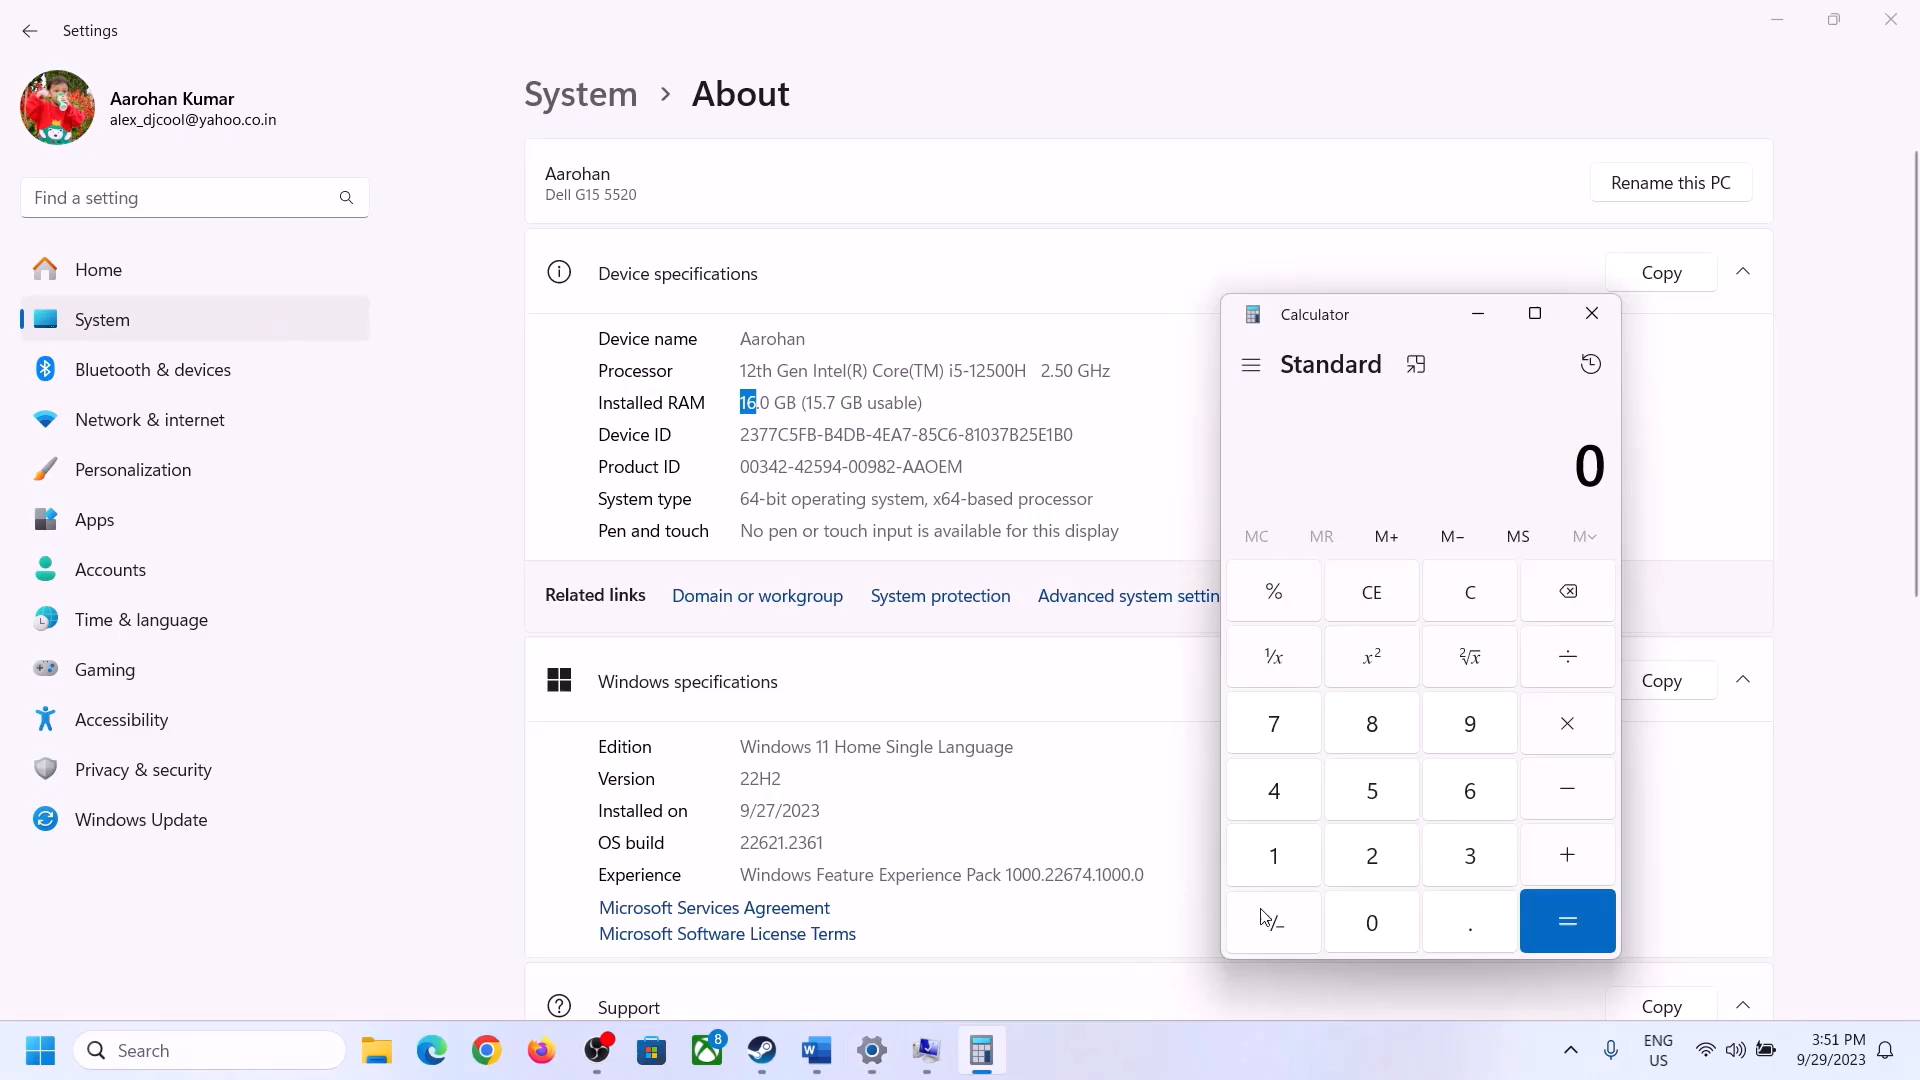 Settings
Aarohan Kumar
alex_djcool@yahoo.co.in
Find a setting
Home
System
Bluetooth & devices
Network & internet
Personalization
Apps
Accounts
Time & language
Gaming
Accessibility
Privacy & security
Windows Update
System > About
Aarohan
Dell G15 5520
Rename this PC
Device specifications
Copy
Device name Aarohan
Processor 12th Gen Intel(R) Core(TM) i5-12500H 2.50 GHz
Installed RAM 16.0 GB (15.7 GB usable)
Device ID 2377C5FB-B4DB-4EA7-85C6-81037B25E1B0
Product ID 00342-42594-00982-AAOEM
System type 64-bit operating system, x64-based processor
Pen and touch No pen or touch input is available for this display
Related links Domain or workgroup System protection Advanced system settin
Windows specifications
Copy
Edition Windows 11 Home Single Language
Version 22H2
Installed on 9/27/2023
OS build 22621.2361
Experience Windows Feature Experience Pack 1000.22674.1000.0
Microsoft Services Agreement
Microsoft Software License Terms
Support
Copy
Calculator
Standard
0
MC MR M+ M− MS M
% CE C
1/x x² ²√x ÷
7 8 9 ×
4 5 6 −
1 2 3 +
+/− 0 . =
Search
8
ENG
US
3:51 PM
9/29/2023